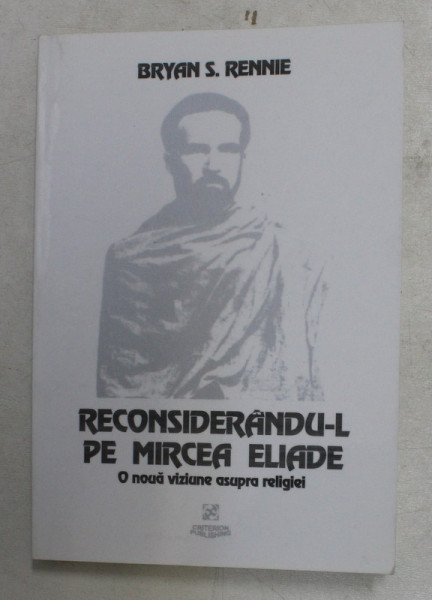 BRYAN S. RENNIE
RECONSIDERÂNDU-L
PE MIRCEA ELIADE
O nouă viziune asupra religiei
CRITERION
PUBLISHING